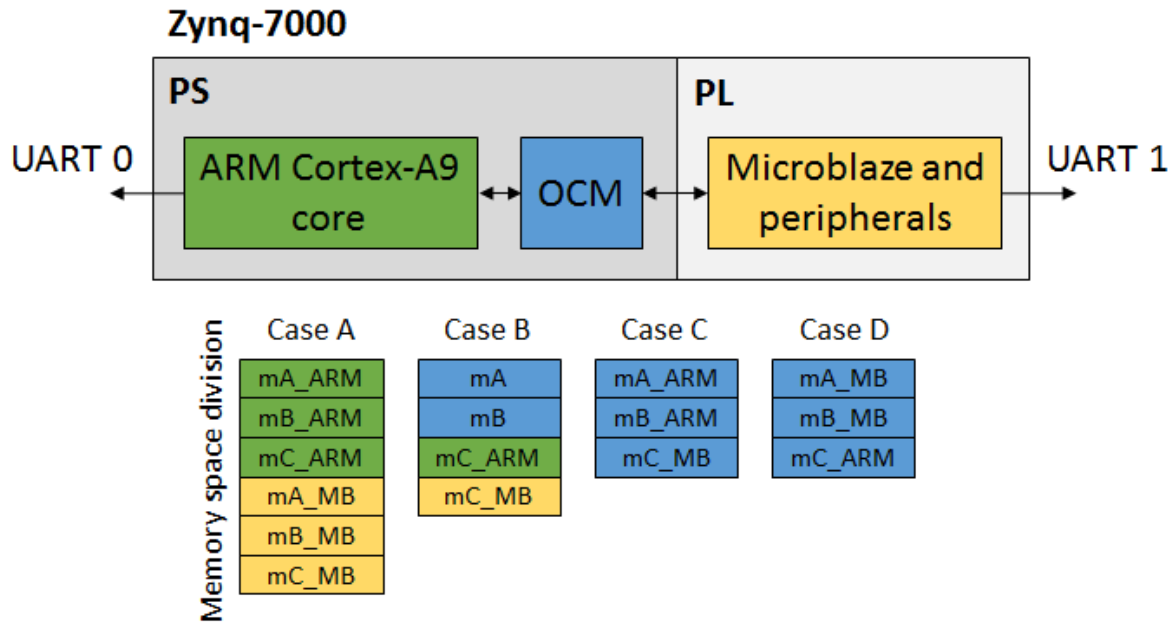 Zynq-7000
PS
PL
UART 0
ARM Cortex-A9
core
OCM
Microblaze and
peripherals
UART 1
Memory space division
Case A
mA_ARM
mB_ARM
mC_ARM
mA_MB
mB_MB
mC_MB
Case B
mA
mB
mC_ARM
mC_MB
Case C
mA_ARM
mB_ARM
mC_MB
Case D
mA_MB
mB_MB
mC_ARM